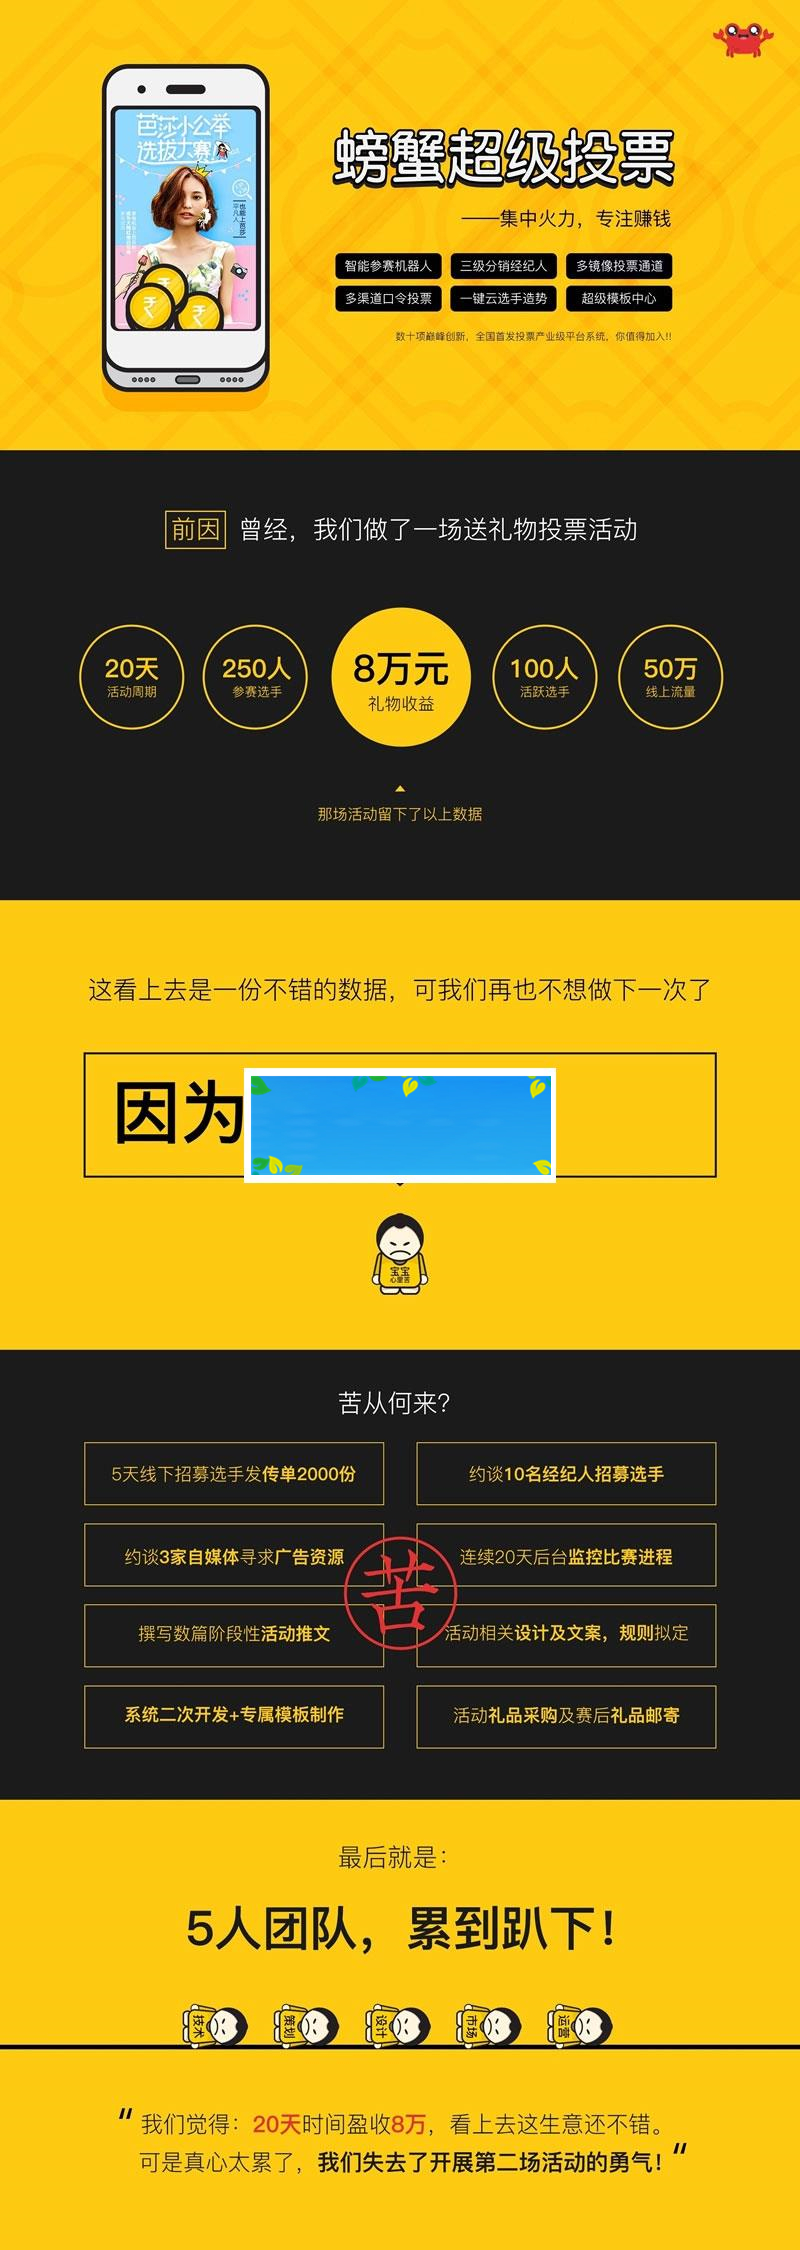 芭莎小公举
选拔大赛
也能上芭莎
平凡人
螃蟹超级投票
——集中火力，专注赚钱
智能参赛机器人 三级分销经纪人 多镜像投票通道
多渠道口令投票 一键云选手造势 超级模板中心
数十项巅峰创新，全国首发投票产业级平台系统，你值得加入!!
前因 曾经，我们做了一场送礼物投票活动
20天 250人 8万元 100人 50万
活动周期 参赛选手 礼物收益 活跃选手 线上流量
那场活动留下了以上数据
这看上去是一份不错的数据，可我们再也不想做下一次了
因为
宝宝
心里苦
苦从何来？
5天线下招募选手发传单2000份 约谈10名经纪人招募选手
约谈3家自媒体寻求广告资源 连续20天后台监控比赛进程
苦
撰写数篇阶段性活动推文 活动相关设计及文案，规则拟定
系统二次开发+专属模板制作 活动礼品采购及赛后礼品邮寄
最后就是：
5人团队，累到趴下！
技术 策划 设计 市场 运营
“我们觉得：20天时间盈收8万，看上去这生意还不错。
可是真心太累了，我们失去了开展第二场活动的勇气！“